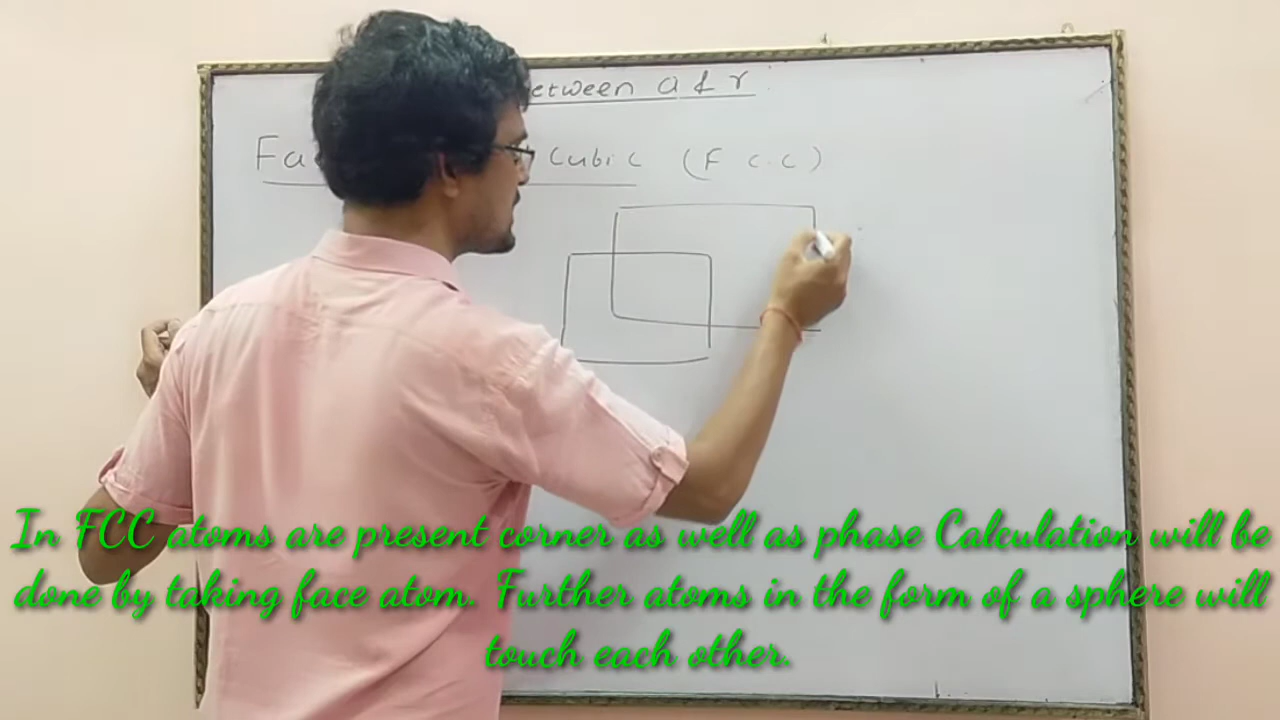 etween a & r
Fa Cubic (F C.C)
In FCC atoms are present corner as well as phase Calculation will be
done by taking face atom. Further atoms in the form of a sphere will
touch each other.